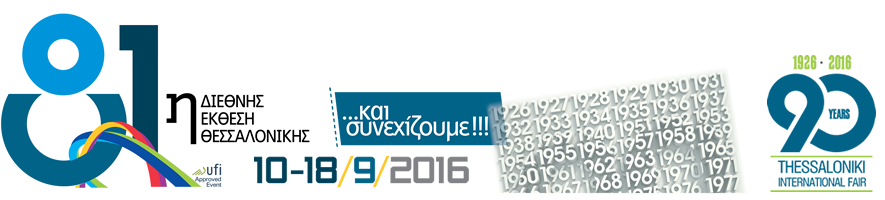 81η
ΔΙΕΘΝΗΣ
ΕΚΘΕΣΗ
ΘΕΣΣΑΛΟΝΙΚΗΣ
ufi
Approved
Event
...και
συνεχίζουμε!!!
10-18/9/2016
1926 1927 1928 1929 1930 1931
1932 1933 1934 1935 1936 1937
1938 1939 1940 1951 1952 1953
1954 1955 1956 1957 1958 1959
1960 1961 1962 1963 1964 1965
1966 1967 1968 1969 1970 1971
1926 · 2016
90 YEARS
THESSALONIKI
INTERNATIONAL FAIR